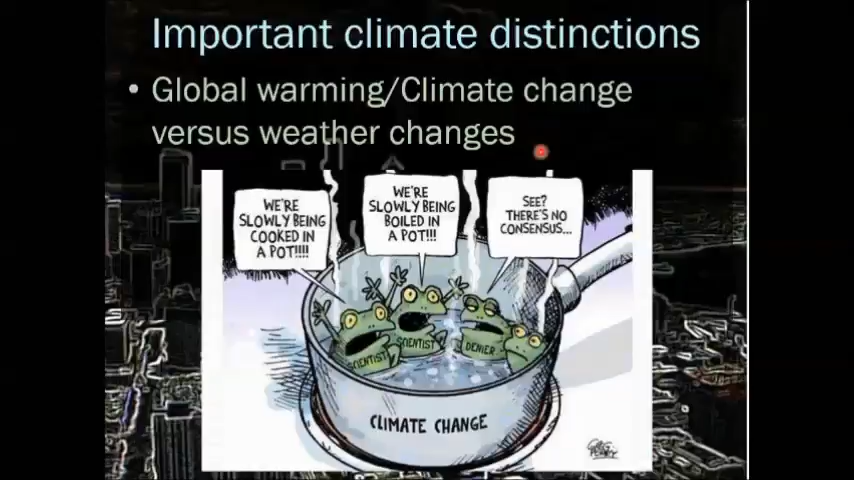 Important climate distinctions
• Global warming/Climate change
versus weather changes
WE'RE
SLOWLY BEING
COOKED IN
A POT!!!!
WE'RE
SLOWLY BEING
BOILED IN
A POT!!!
SEE?
THERE'S NO
CONSENSUS...
SCIENTIST
SCIENTIST
DENIER
CLIMATE CHANGE